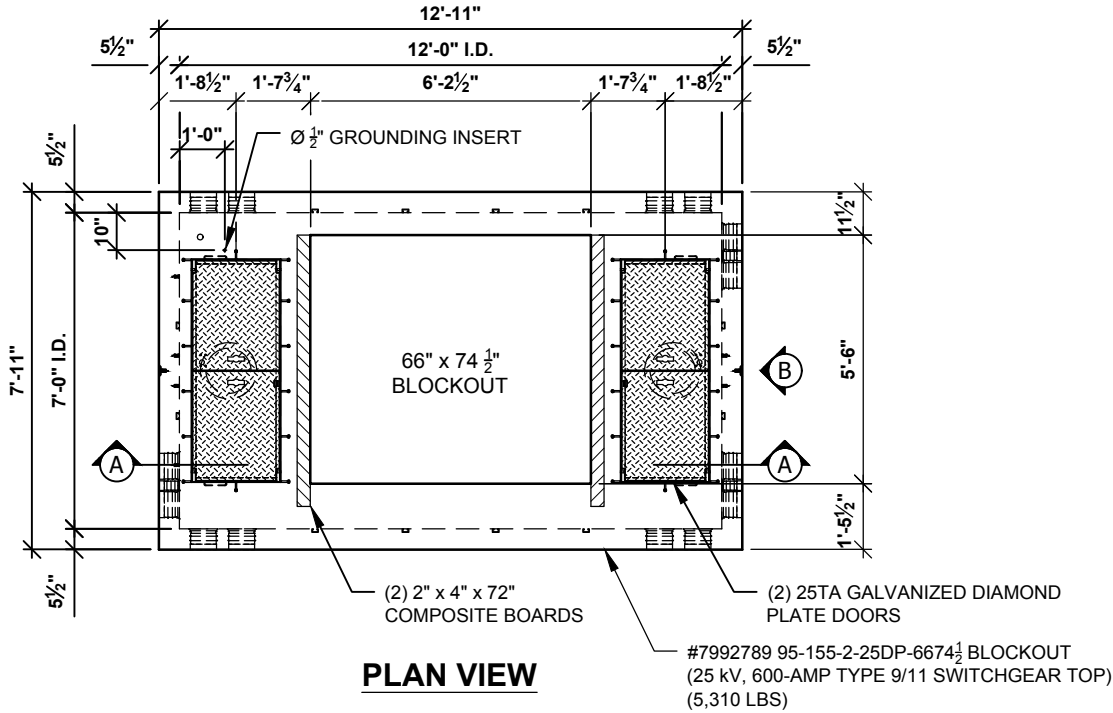 12'-11"
5½" 12'-0" I.D. 5½"
1'-8½" 1'-7¾" 6'-2½" 1'-7¾" 1'-8½"
1'-0"
Ø ½" GROUNDING INSERT
5½"
10"
11½"
7'-11"
7'-0" I.D.
66" x 74 ½"
BLOCKOUT
5'-6"
B
A
A
1'-5½"
5½"
(2) 2" x 4" x 72"
COMPOSITE BOARDS
(2) 25TA GALVANIZED DIAMOND
PLATE DOORS
#7992789 95-155-2-25DP-6674½ BLOCKOUT
(25 kV, 600-AMP TYPE 9/11 SWITCHGEAR TOP)
(5,310 LBS)
PLAN VIEW